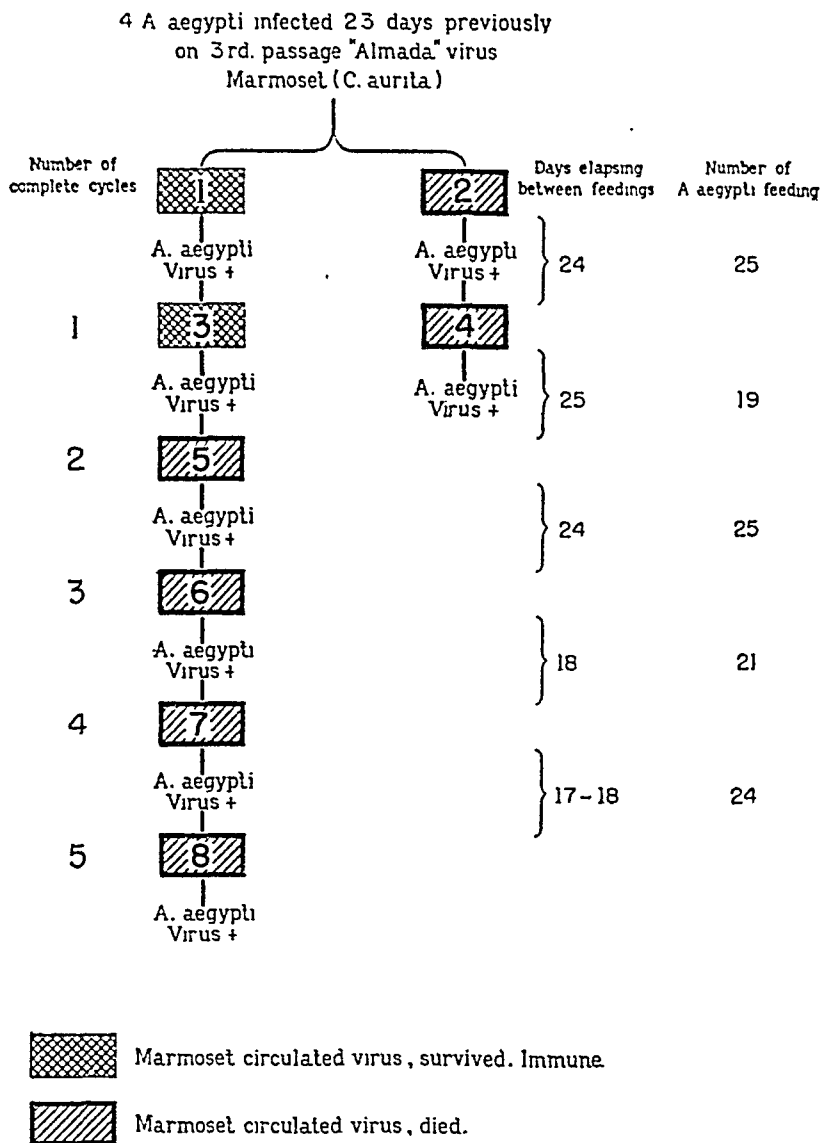 4 A aegypti infected 23 days previously
on 3rd. passage "Almada" virus
Marmoset (C. aurita)
Number of
complete cycles
Days elapsing
between feedings
Number of
A aegypti feeding
1
2
A. aegypti
Virus +
A. aegypti
Virus +
24
25
1
3
4
A. aegypti
Virus +
A. aegypti
Virus +
25
19
2
5
A. aegypti
Virus +
24
25
3
6
A. aegypti
Virus +
18
21
4
7
A. aegypti
Virus +
17-18
24
5
8
A. aegypti
Virus +
Marmoset circulated virus, survived. Immune
Marmoset circulated virus, died.